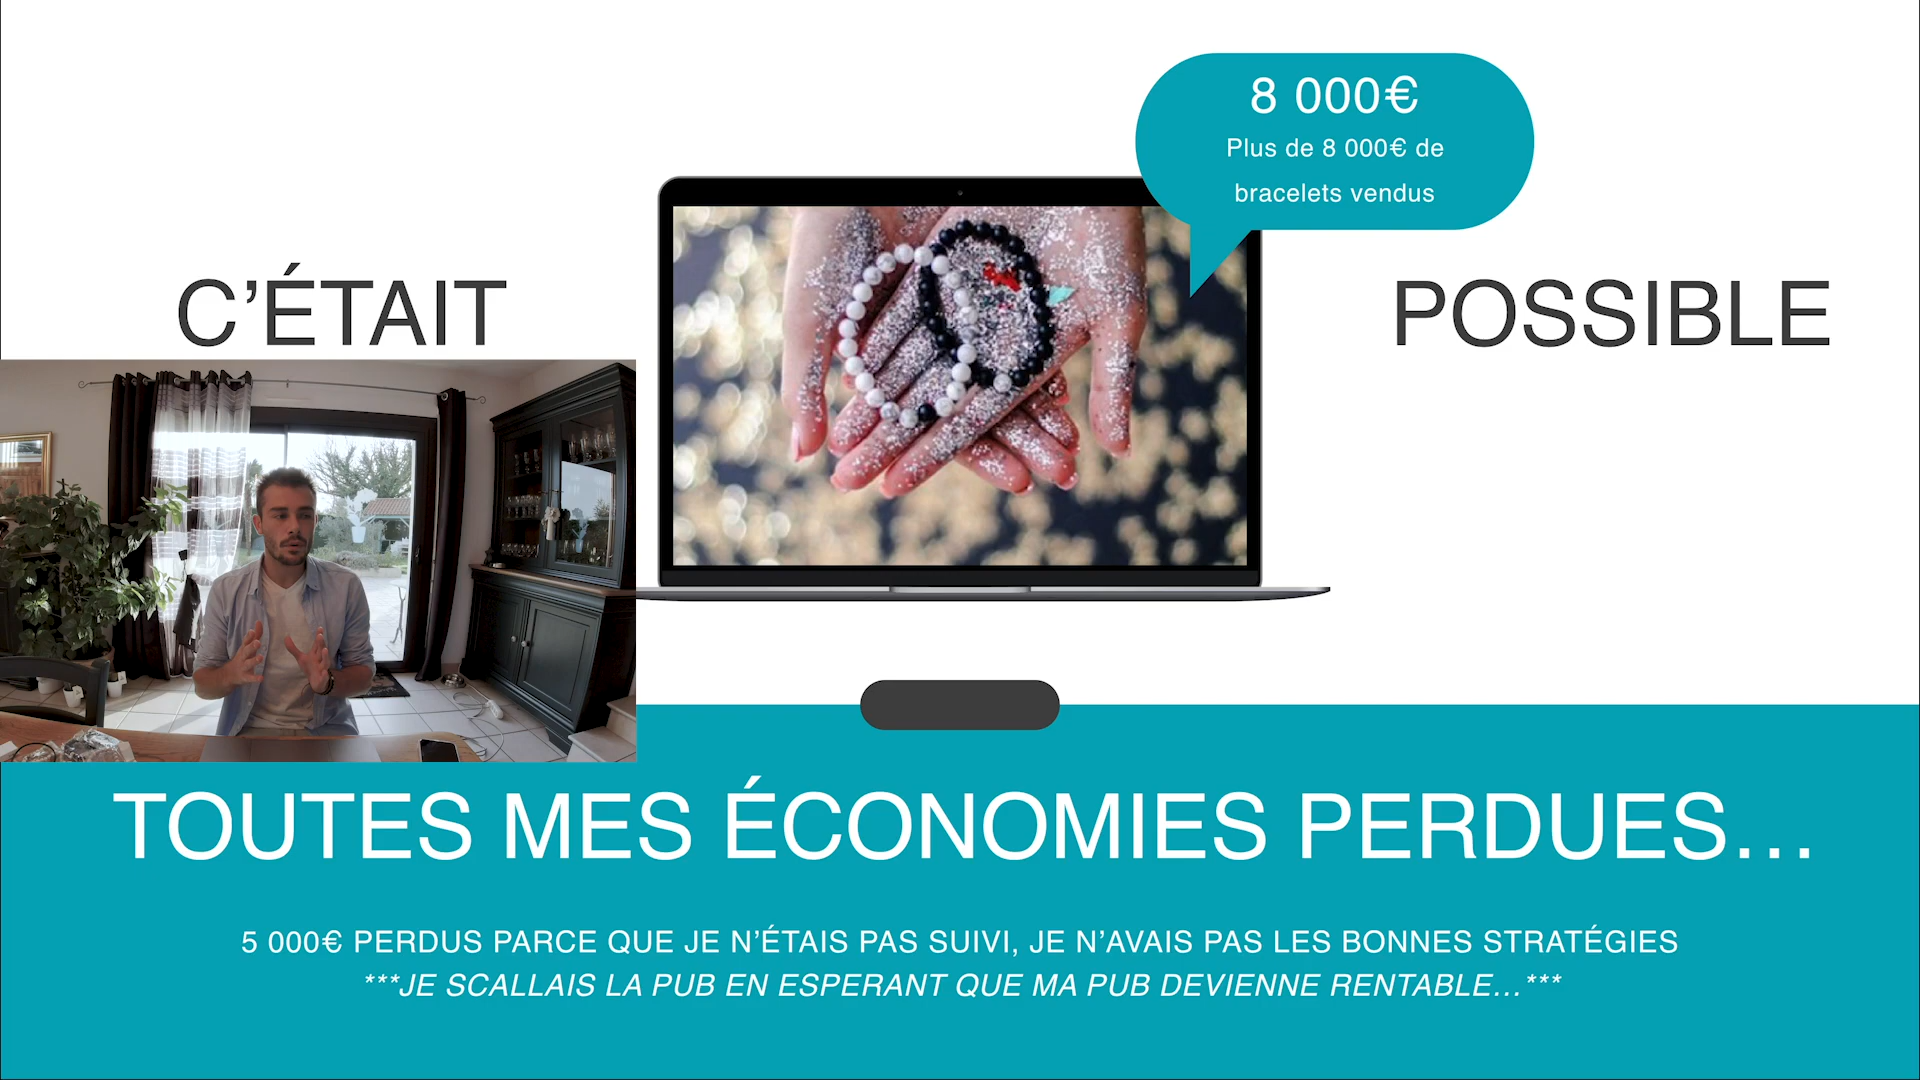 8 000€
Plus de 8 000€ de
bracelets vendus
C’ÉTAIT
POSSIBLE
TOUTES MES ÉCONOMIES PERDUES...
5 000€ PERDUS PARCE QUE JE N’ÉTAIS PAS SUIVI, JE N’AVAIS PAS LES BONNES STRATÉGIES
***JE SCALLAIS LA PUB EN ESPERANT QUE MA PUB DEVIENNE RENTABLE...***